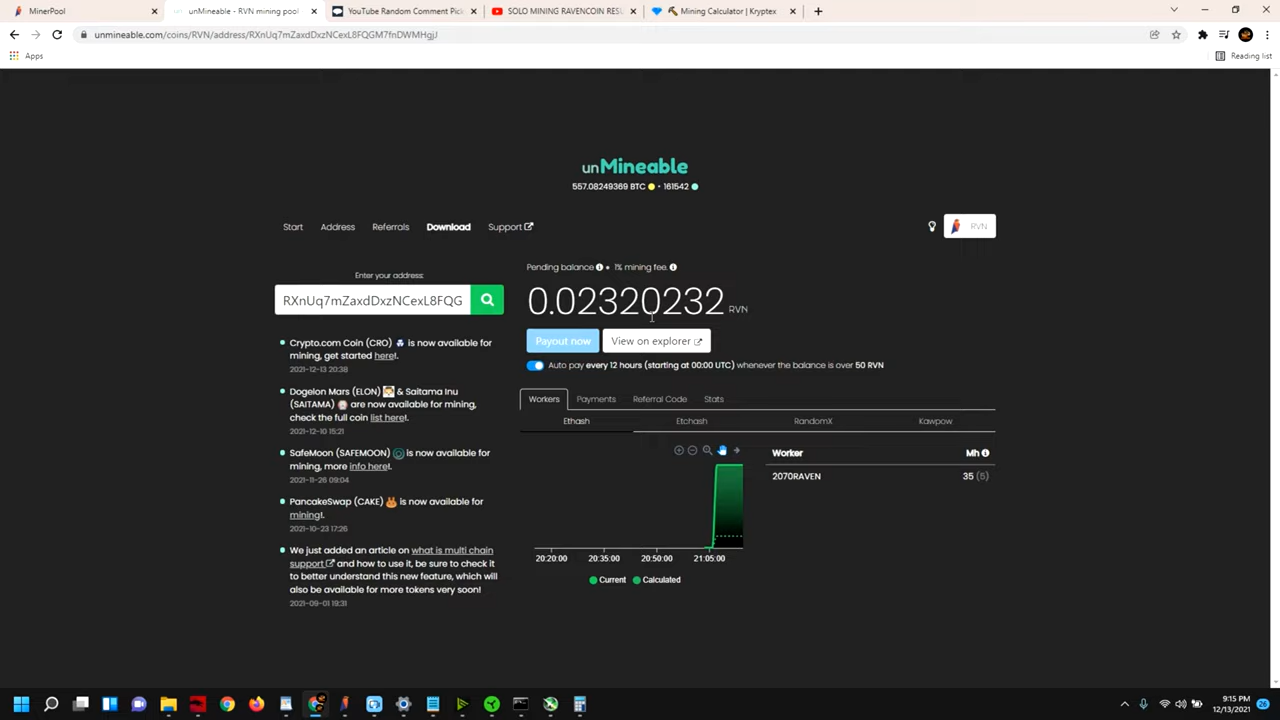 MinerPool
unMineable - RVN mining pool
YouTube Random Comment Pick
SOLO MINING RAVENCOIN RESU
Mining Calculator | Kryptex
unmineable.com/coins/RVN/address/RXnUq7mZaxdDxzNCexL8FQGM7fnDWMHgjJ
Apps
Reading list
unMineable
557.08249369 BTC • 161542
Start
Address
Referrals
Download
Support
RVN
Enter your address:
RXnUq7mZaxdDxzNCexL8FQG
Crypto.com Coin (CRO) is now available for
mining, get started here!.
2021-12-13 20:38
Dogelon Mars (ELON) & Saitama Inu
(SAITAMA) are now available for mining,
check the full coin list here!.
2021-12-10 15:21
SafeMoon (SAFEMOON) is now available for
mining, more info here!.
2021-11-26 09:04
PancakeSwap (CAKE) is now available for
mining!.
2021-10-23 17:26
We just added an article on what is multi chain
support and how to use it, be sure to check it
to better understand this new feature, which will
also be available for more tokens very soon!
2021-09-01 19:31
Pending balance • 1% mining fee.
0.02320232 RVN
Payout now
View on explorer
Auto pay every 12 hours (starting at 00:00 UTC) whenever the balance is over 50 RVN
Workers
Payments
Referral Code
Stats
Ethash
Etchash
RandomX
Kawpow
Worker
Mh
2070RAVEN
35 (5)
20:20:00
20:35:00
20:50:00
21:05:00
Current
Calculated
9:15 PM
12/13/2021
26